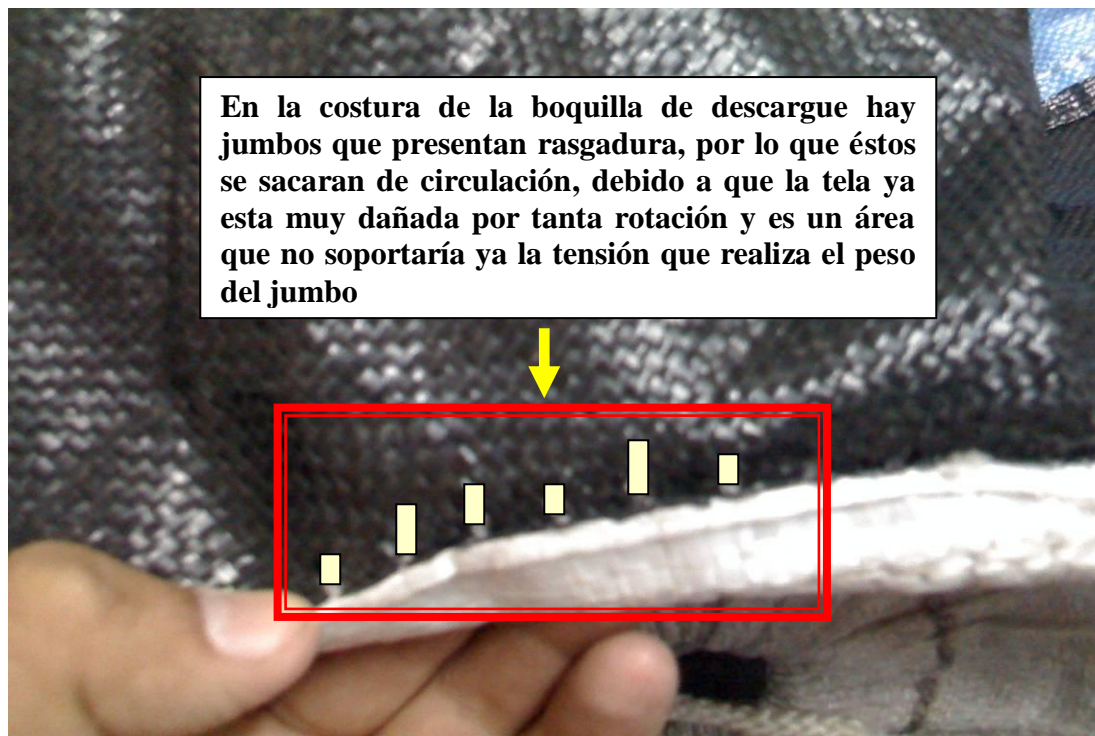 En la costura de la boquilla de descargue hay
jumbos que presentan rasgadura, por lo que éstos
se sacaran de circulación, debido a que la tela ya
esta muy dañada por tanta rotación y es un área
que no soportaría ya la tensión que realiza el peso
del jumbo